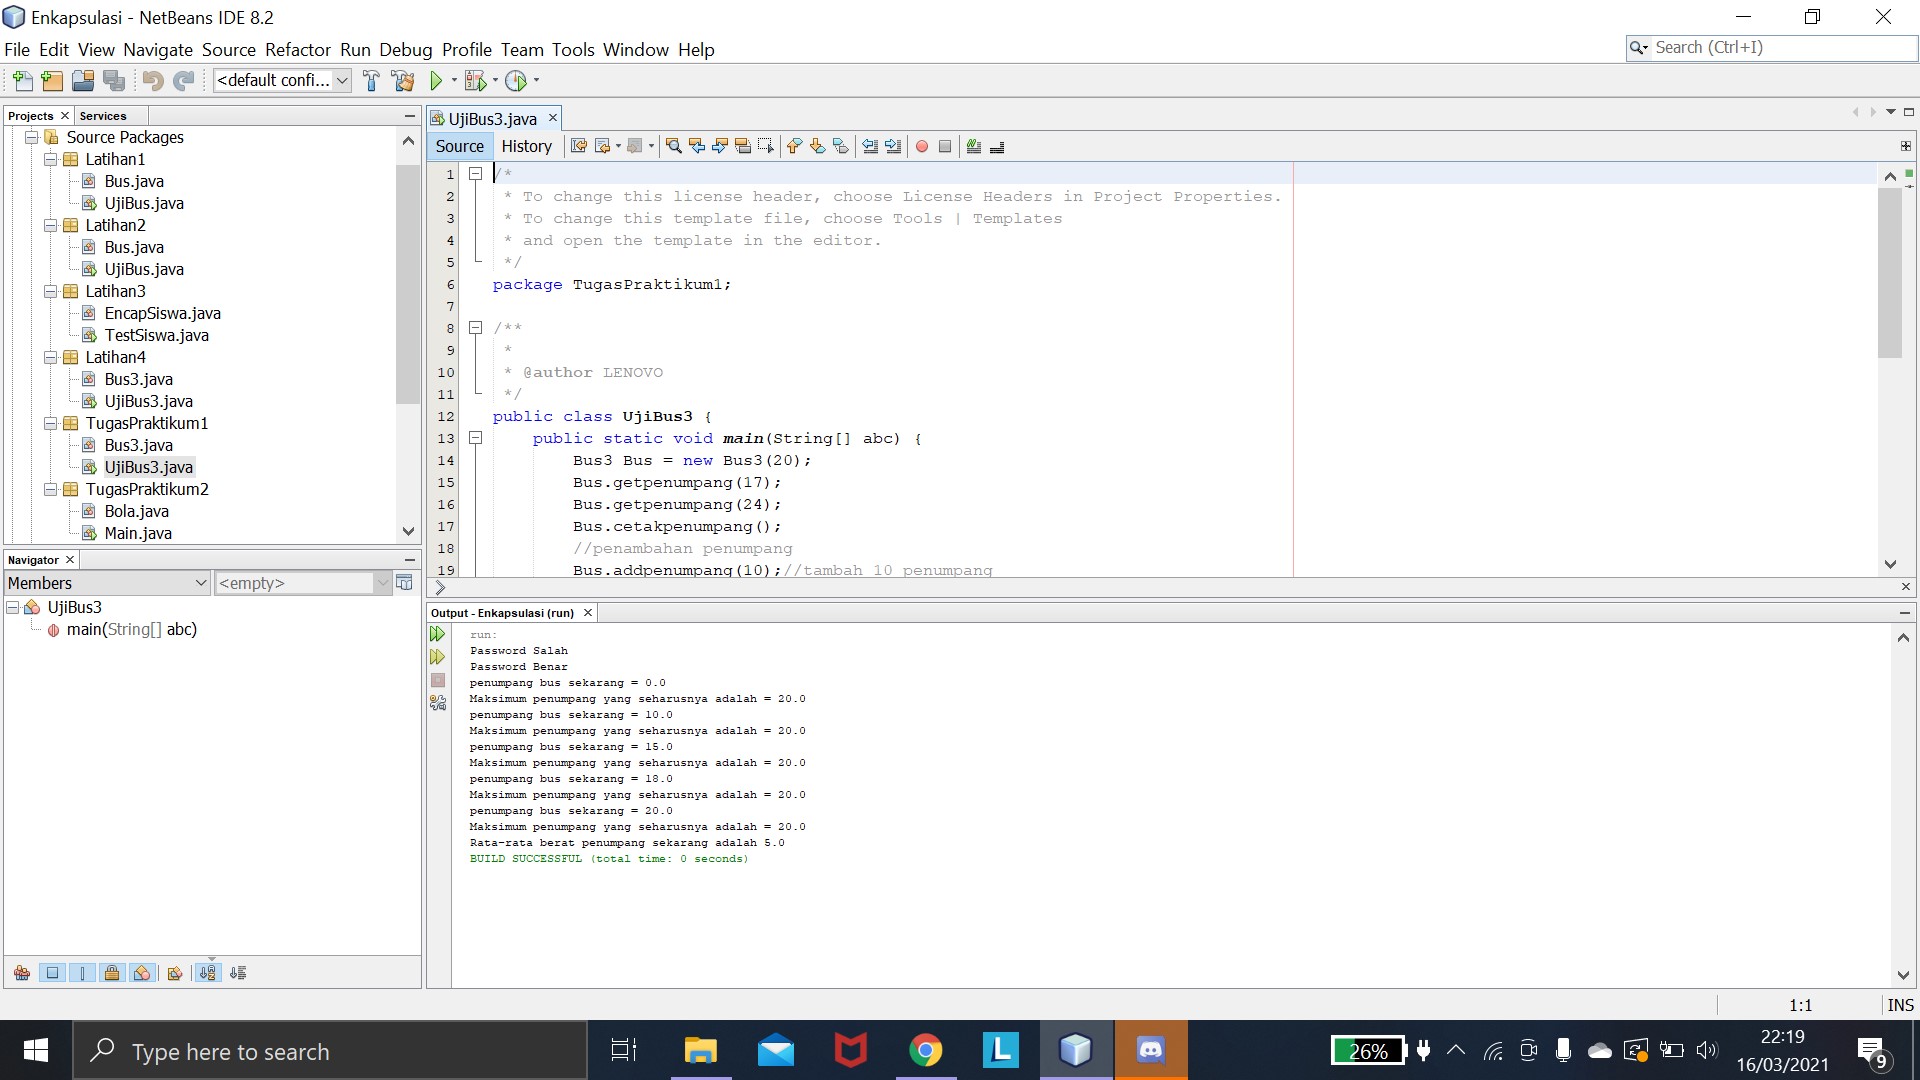 Enkapsulasi - NetBeans IDE 8.2
File Edit View Navigate Source Refactor Run Debug Profile Team Tools Window Help
Search (Ctrl+I)
<default confi...
Projects Services
Source Packages
Latihan1
Bus.java
UjiBus.java
Latihan2
Bus.java
UjiBus.java
Latihan3
EncapSiswa.java
TestSiswa.java
Latihan4
Bus3.java
UjiBus3.java
TugasPraktikum1
Bus3.java
UjiBus3.java
TugasPraktikum2
Bola.java
Main.java
Navigator
Members <empty>
UjiBus3
main(String[] abc)
UjiBus3.java
Source History
1 /*
2 * To change this license header, choose License Headers in Project Properties.
3 * To change this template file, choose Tools | Templates
4 * and open the template in the editor.
5 */
6 package TugasPraktikum1;
7
8 /**
9 *
10 * @author LENOVO
11 */
12 public class UjiBus3 {
13 public static void main(String[] abc) {
14 Bus3 Bus = new Bus3(20);
15 Bus.getpenumpang(17);
16 Bus.getpenumpang(24);
17 Bus.cetakpenumpang();
18 //penambahan penumpang
19 Bus.addpenumpang(10);//tambah 10 penumpang
Output - Enkapsulasi (run)
run:
Password Salah
Password Benar
penumpang bus sekarang = 0.0
Maksimum penumpang yang seharusnya adalah = 20.0
penumpang bus sekarang = 10.0
Maksimum penumpang yang seharusnya adalah = 20.0
penumpang bus sekarang = 15.0
Maksimum penumpang yang seharusnya adalah = 20.0
penumpang bus sekarang = 18.0
Maksimum penumpang yang seharusnya adalah = 20.0
penumpang bus sekarang = 20.0
Maksimum penumpang yang seharusnya adalah = 20.0
Rata-rata berat penumpang sekarang adalah 5.0
BUILD SUCCESSFUL (total time: 0 seconds)
1:1 INS
Type here to search
L
26%
22:19
16/03/2021
9